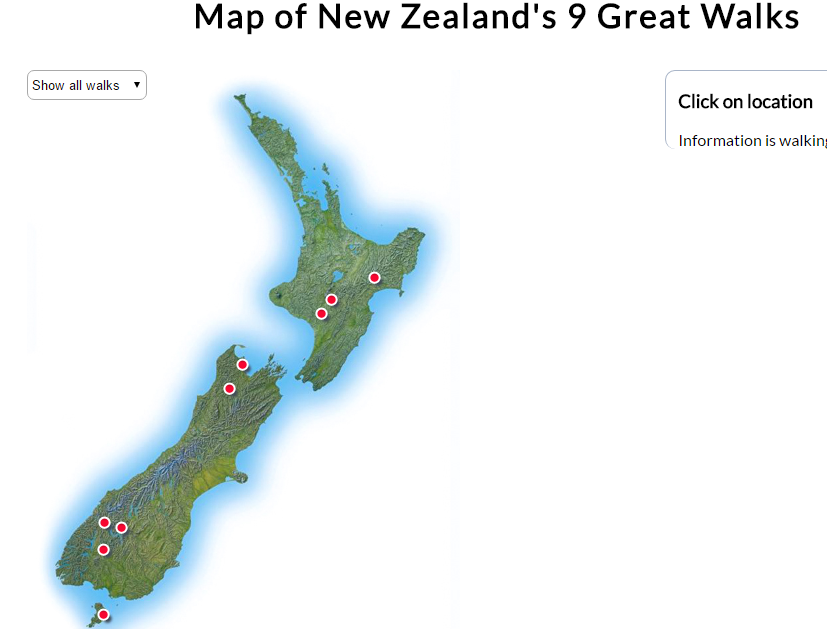 Map of New Zealand's 9 Great Walks
Show all walks
Click on location
Information is walking